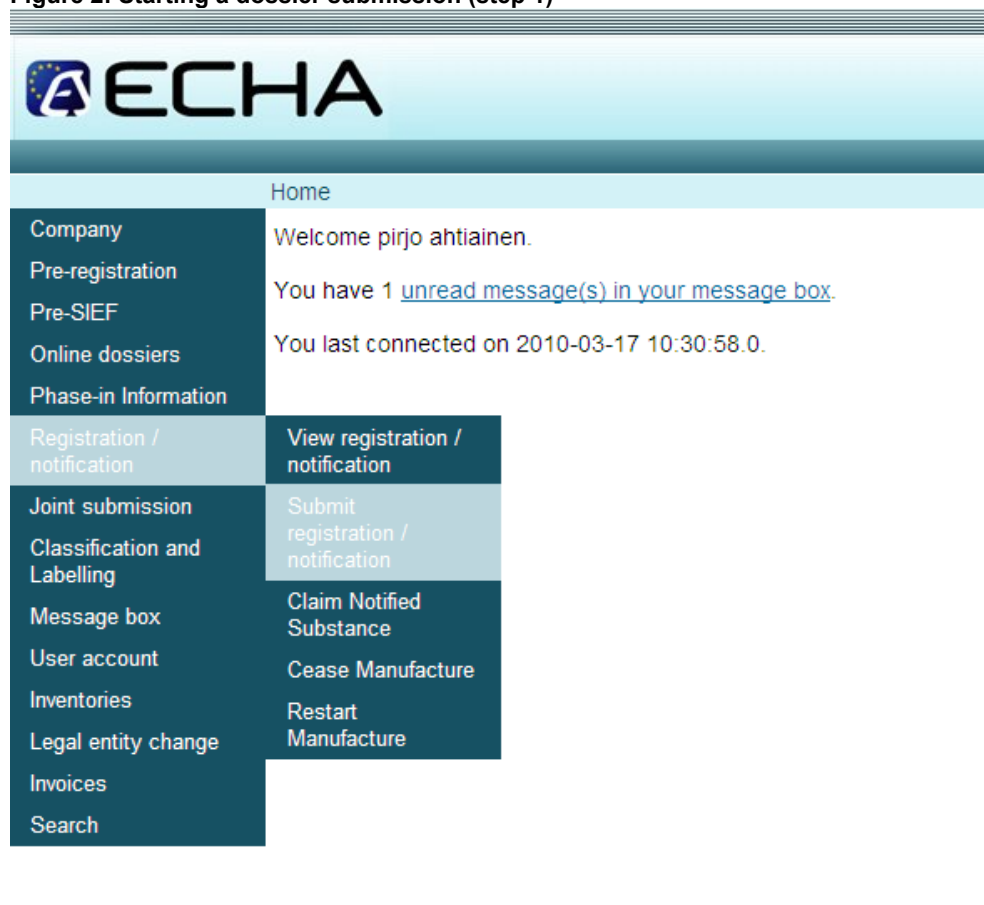 Figure 2: Starting a dossier submission (step 1)
ECHA
Home
Company
Pre-registration
Pre-SIEF
Online dossiers
Phase-in Information
Registration /
notification
Joint submission
Classification and
Labelling
Message box
User account
Inventories
Legal entity change
Invoices
Search
Welcome pirjo ahtiainen.
You have 1 unread message(s) in your message box.
You last connected on 2010-03-17 10:30:58.0.
View registration /
notification
Submit
registration /
notification
Claim Notified
Substance
Cease Manufacture
Restart
Manufacture